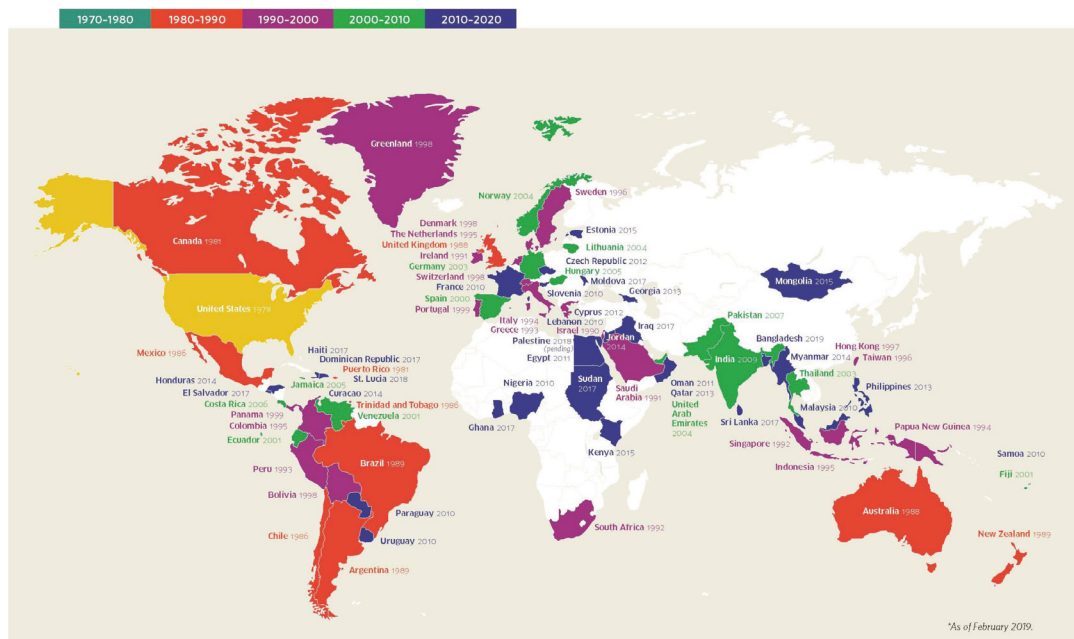 1970-1980 1980-1990 1990-2000 2000-2010 2010-2020
Greenland 1998
Norway 2004
Sweden 1996
Denmark 1998
The Netherlands 1995
United Kingdom 1988
Ireland 1991
Germany 2003
Switzerland 1998
France 2010
Spain 2000
Portugal 1999
Estonia 2015
Lithuania 2004
Czech Republic 2012
Hungary 2005
Moldova 2017
Georgia 2013
Slovenia 2010
Cyprus 2012
Italy 1994
Greece 1993
Lebanon 2010
Israel 1990
Palestine 2018
(pending)
Egypt 2011
Iraq 2017
Jordan
2014
Canada 1981
United States 1978
Mexico 1986
Mongolia 2015
Pakistan 2007
India 2009
Bangladesh 2019
Myanmar 2014
Hong Kong 1997
Taiwan 1996
Thailand 2003
Philippines 2013
Malaysia 2010
Sri Lanka 2017
Singapore 1992
Indonesia 1995
Papua New Guinea 1994
Samoa 2010
Fiji 2001
Haiti 2017
Dominican Republic 2017
Puerto Rico 1981
St. Lucia 2018
Honduras 2014
Jamaica 2005
El Salvador 2017
Curacao 2014
Costa Rica 2006
Trinidad and Tobago 1986
Panama 1999
Venezuela 2001
Colombia 1995
Ecuador 2001
Peru 1993
Brazil 1989
Bolivia 1998
Paraguay 2010
Chile 1986
Uruguay 2010
Argentina 1989
Nigeria 2010
Ghana 2017
Sudan
2017
Saudi
Arabia 1991
Oman 2011
Qatar 2013
United
Arab
Emirates
2004
Kenya 2015
South Africa 1992
Australia 1988
New Zealand 1989
*As of February 2019.